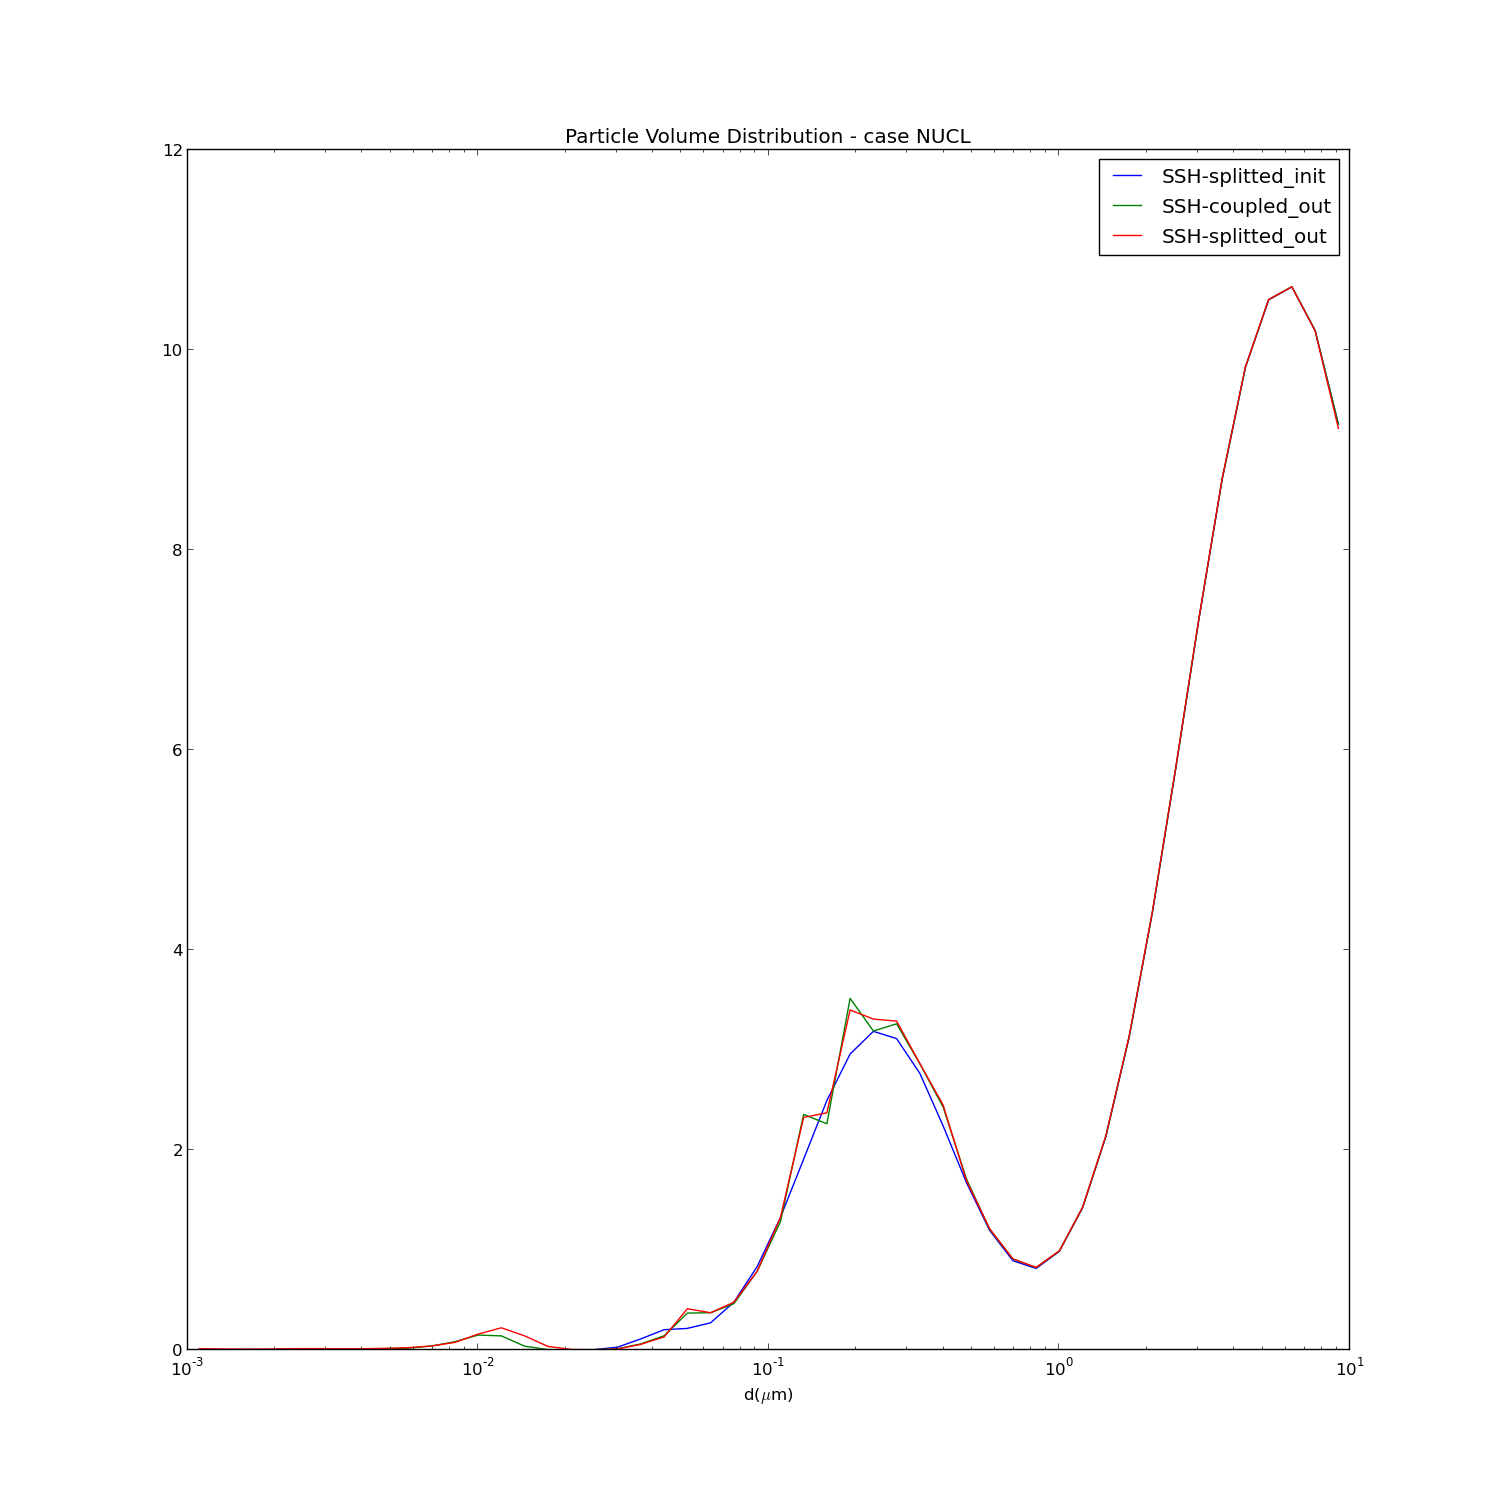 Particle Volume Distribution - case NUCL
12
10
8
6
4
2
0
SSH-splitted_init
SSH-coupled_out
SSH-splitted_out
10⁻³ 10⁻² 10⁻¹ 10⁰ 10¹
d(μm)